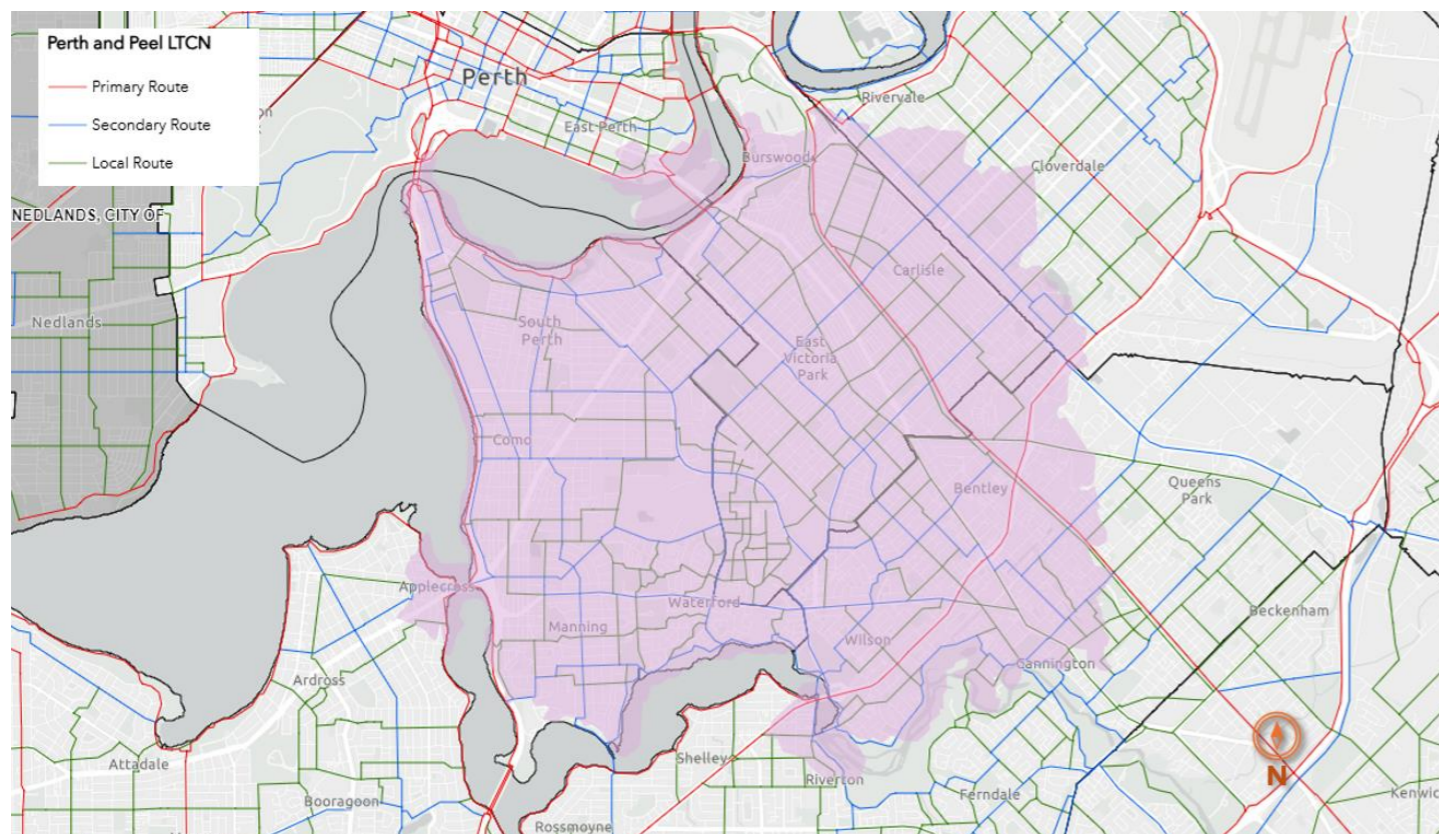 Perth and Peel LTCN
Primary Route
Secondary Route
Local Route
Perth
East Perth
Rivervale
Burswood
Cloverdale
NEDLANDS, CITY OF
Nedlands
Carlisle
South
Perth
East
Victoria
Park
Como
Bentley
Queens
Park
Applecross
Waterford
Manning
Wilson
Beckenham
Cannington
Ardross
Attadale
Shelley
Riverton
Booragoon
Ferndale
Rossmoyne
Kenwic
N